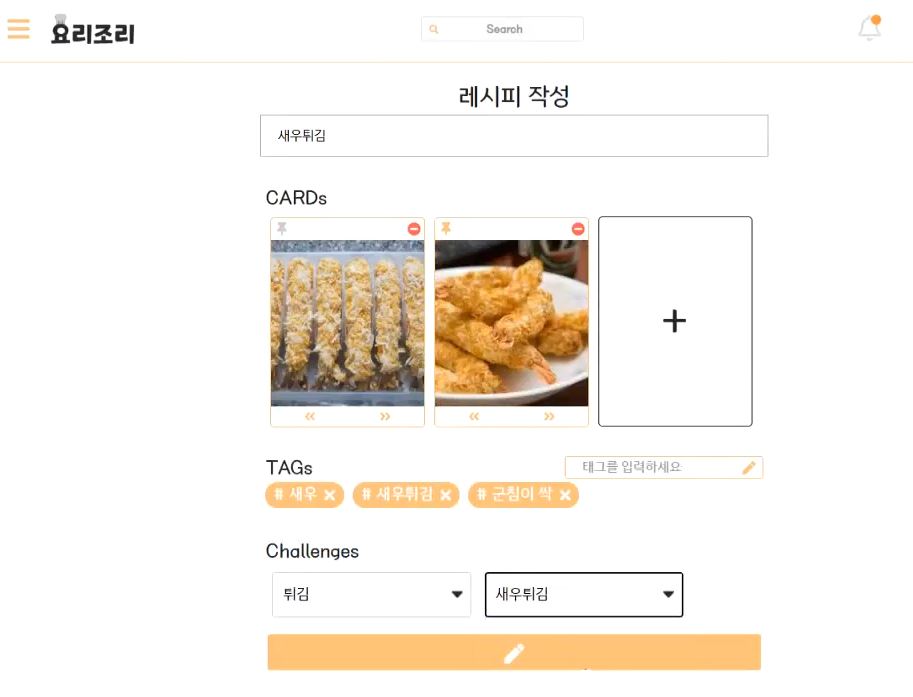 요리조리
Search
레시피 작성
새우튀김
CARDs
TAGs
태그를 입력하세요
# 새우
# 새우튀김
# 군침이 싹
Challenges
튀김
새우튀김